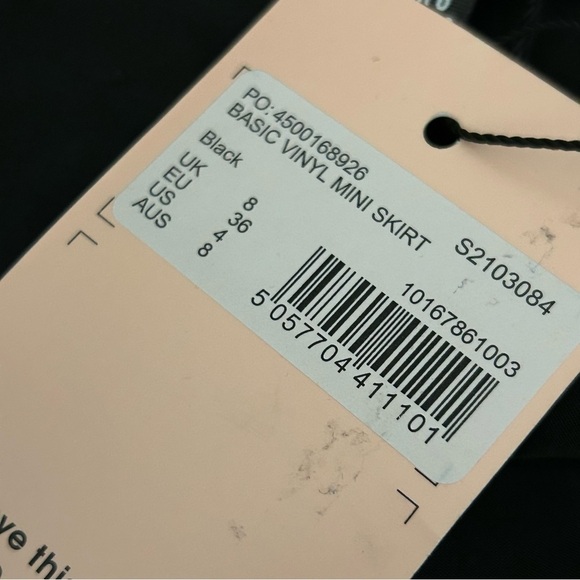 PO:4500168926
BASIC VINYL MINI SKIRT S2103084
Black
UK 8
EU 36
US 4
AUS 8
10167861003
5 057704 411101